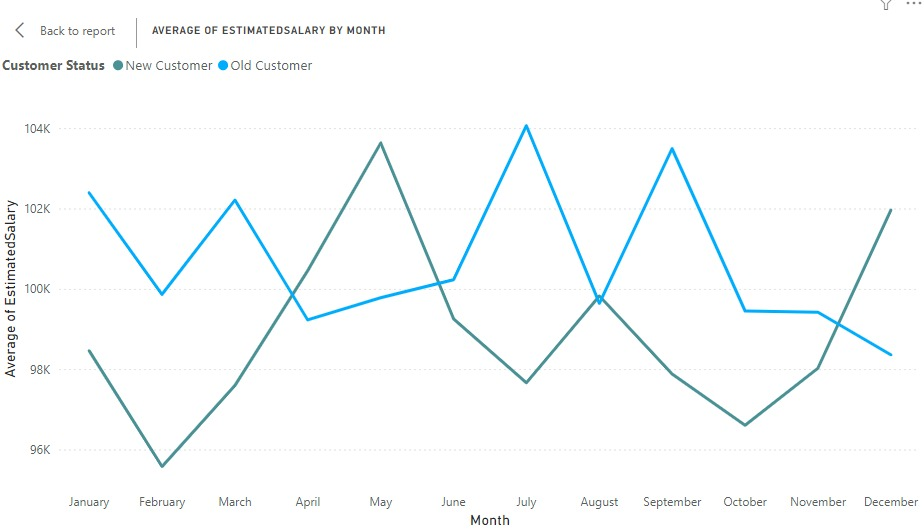 Back to report
AVERAGE OF ESTIMATEDSALARY BY MONTH
Customer Status New Customer Old Customer
104K
102K
100K
98K
96K
Average of EstimatedSalary
January February March April May June July August September October November December
Month